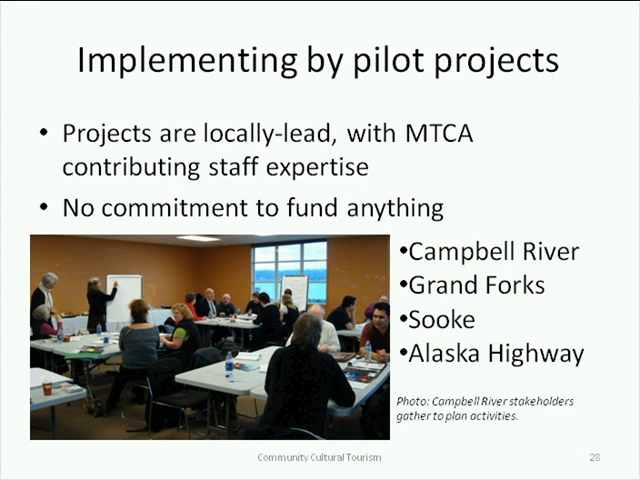 Implementing by pilot projects
• Projects are locally-lead, with MTCA
contributing staff expertise
• No commitment to fund anything
•Campbell River
•Grand Forks
•Sooke
•Alaska Highway
Photo: Campbell River stakeholders
gather to plan activities.
Community Cultural Tourism
28